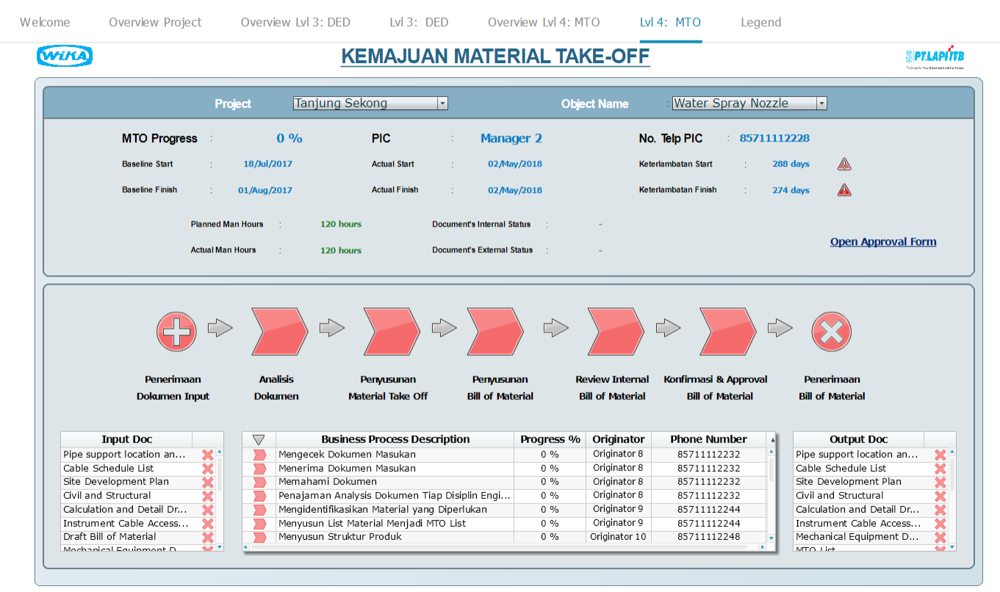 Welcome Overview Project Overview Lvl 3: DED Lvl 3: DED Overview Lvl 4: MTO Lvl 4: MTO Legend
WIKA KEMAJUAN MATERIAL TAKE-OFF PT.LAPI ITB
Project Tanjung Sekong Object Name : Water Spray Nozzle
MTO Progress : 0 % PIC : Manager 2 No. Telp PIC : 85711112228
Baseline Start : 18/Jul/2017 Actual Start : 02/May/2018 Keterlambatan Start : 288 days
Baseline Finish : 01/Aug/2017 Actual Finish : 02/May/2018 Keterlambatan Finish : 274 days
Planned Man Hours : 120 hours Document's Internal Status : -
Open Approval Form
Actual Man Hours : 120 hours Document's External Status : -
Penerimaan Analisis Penyusunan Penyusunan Review Internal Konfirmasi & Approval Penerimaan
Dokumen Input Dokumen Material Take Off Bill of Material Bill of Material Bill of Material Bill of Material
Input Doc Business Process Description Progress % Originator Phone Number Output Doc
Pipe support location an... Mengecek Dokumen Masukan 0 % Originator 8 85711112232 Pipe support location an...
Cable Schedule List Menerima Dokumen Masukan 0 % Originator 8 85711112232 Cable Schedule List
Site Development Plan Memahami Dokumen 0 % Originator 8 85711112232 Site Development Plan
Civil and Structural Penajaman Analysis Dokumen Tiap Disiplin Engi... 0 % Originator 8 85711112232 Civil and Structural
Calculation and Detail Dr... Mengidentifikasikan Material yang Diperlukan 0 % Originator 9 85711112244 Calculation and Detail Dr...
Instrument Cable Access... Menyusun List Material Menjadi MTO List 0 % Originator 9 85711112244 Instrument Cable Access...
Draft Bill of Material Menyusun Struktur Produk 0 % Originator 10 85711112248 Mechanical Equipment D...
Mechanical Equipment D... MTO List